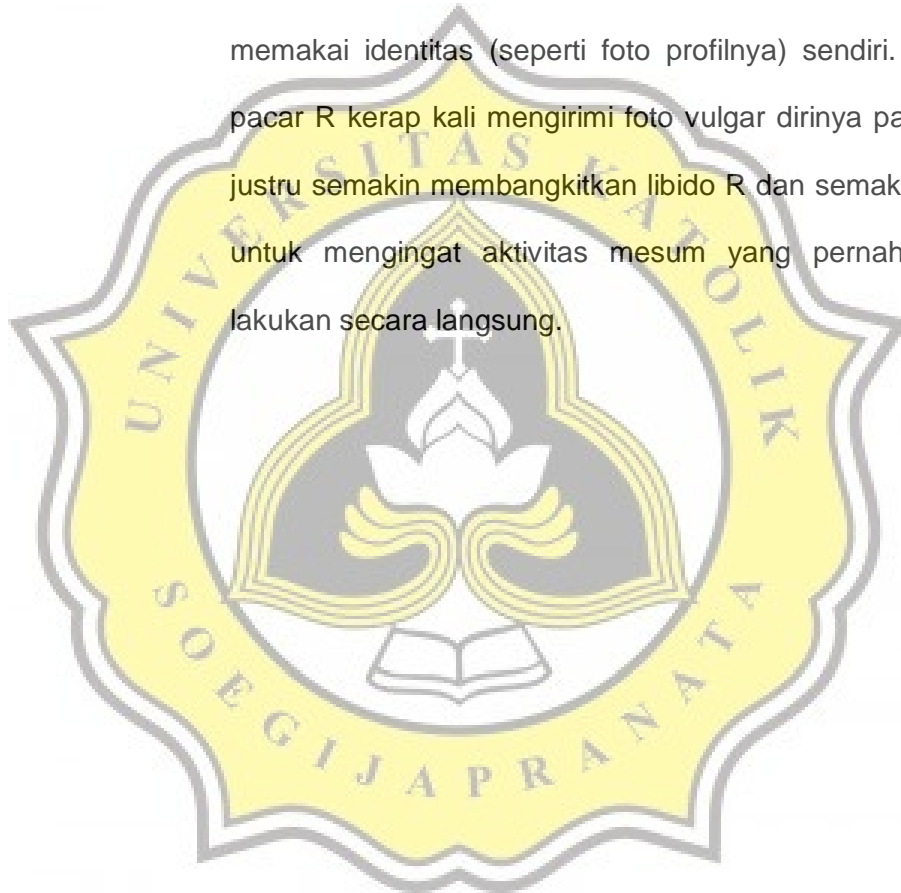 memakai identitas (seperti foto profilnya) sendiri.
pacar R kerap kali mengirimi foto vulgar dirinya
justru semakin membangkitkan libido R dan
untuk mengingat aktivitas mesum yang pernah
lakukan secara langsung.
UNIVERSITAS KATOLIK
SOEGIJAPRANATA